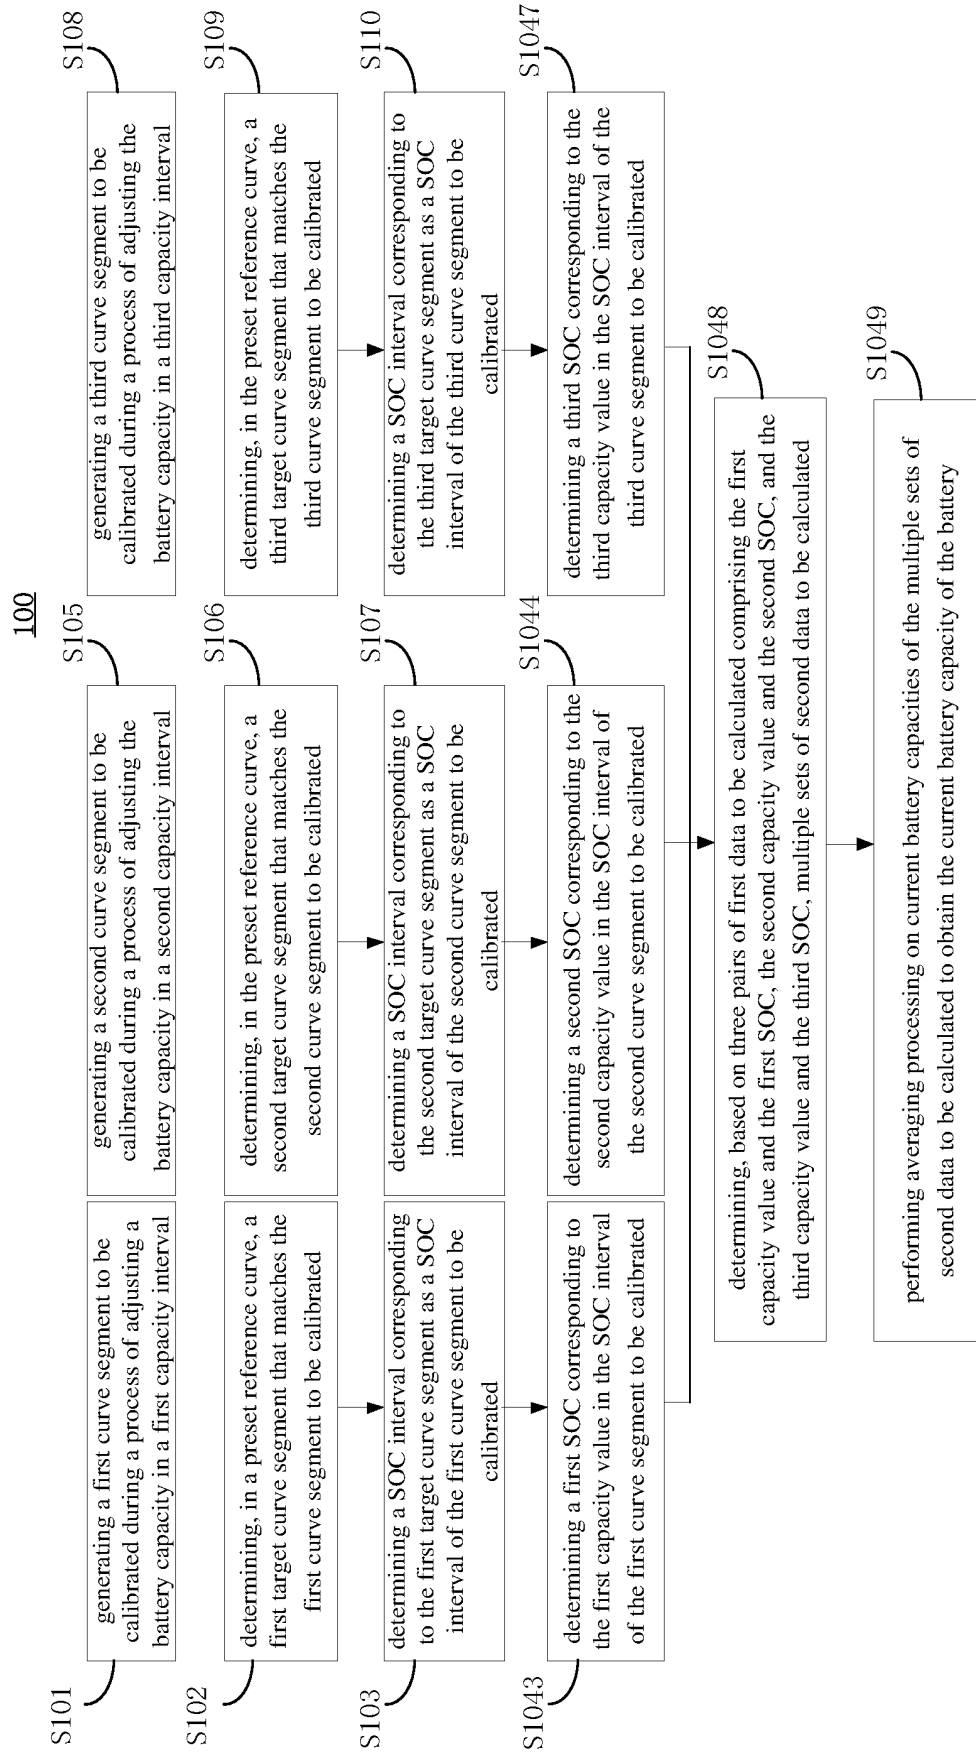 100
S101
generating a first curve segment to be
calibrated during a process of adjusting a
battery capacity in a first capacity interval
S102
determining, in a preset reference curve, a
first target curve segment that matches the
first curve segment to be calibrated
S103
determining a SOC interval corresponding
to the first target curve segment as a SOC
interval of the first curve segment to be
calibrated
S1043
determining a first SOC corresponding to
the first capacity value in the SOC interval
of the first curve segment to be calibrated
S105
generating a second curve segment to be
calibrated during a process of adjusting the
battery capacity in a second capacity interval
S106
determining, in the preset reference curve, a
second target curve segment that matches the
second curve segment to be calibrated
S107
determining a SOC interval corresponding to
the second target curve segment as a SOC
interval of the second curve segment to be
calibrated
S1044
determining a second SOC corresponding to the
second capacity value in the SOC interval of
the second curve segment to be calibrated
S108
generating a third curve segment to be
calibrated during a process of adjusting the
battery capacity in a third capacity interval
S109
determining, in the preset reference curve, a
third target curve segment that matches the
third curve segment to be calibrated
S110
determining a SOC interval corresponding to
the third target curve segment as a SOC
interval of the third curve segment to be
calibrated
S1047
determining a third SOC corresponding to the
third capacity value in the SOC interval of the
third curve segment to be calibrated
S1048
determining, based on three pairs of first data to be calculated comprising the first
capacity value and the first SOC, the second capacity value and the second SOC, and the
third capacity value and the third SOC, multiple sets of second data to be calculated
S1049
performing averaging processing on current battery capacities of the multiple sets of
second data to be calculated to obtain the current battery capacity of the battery